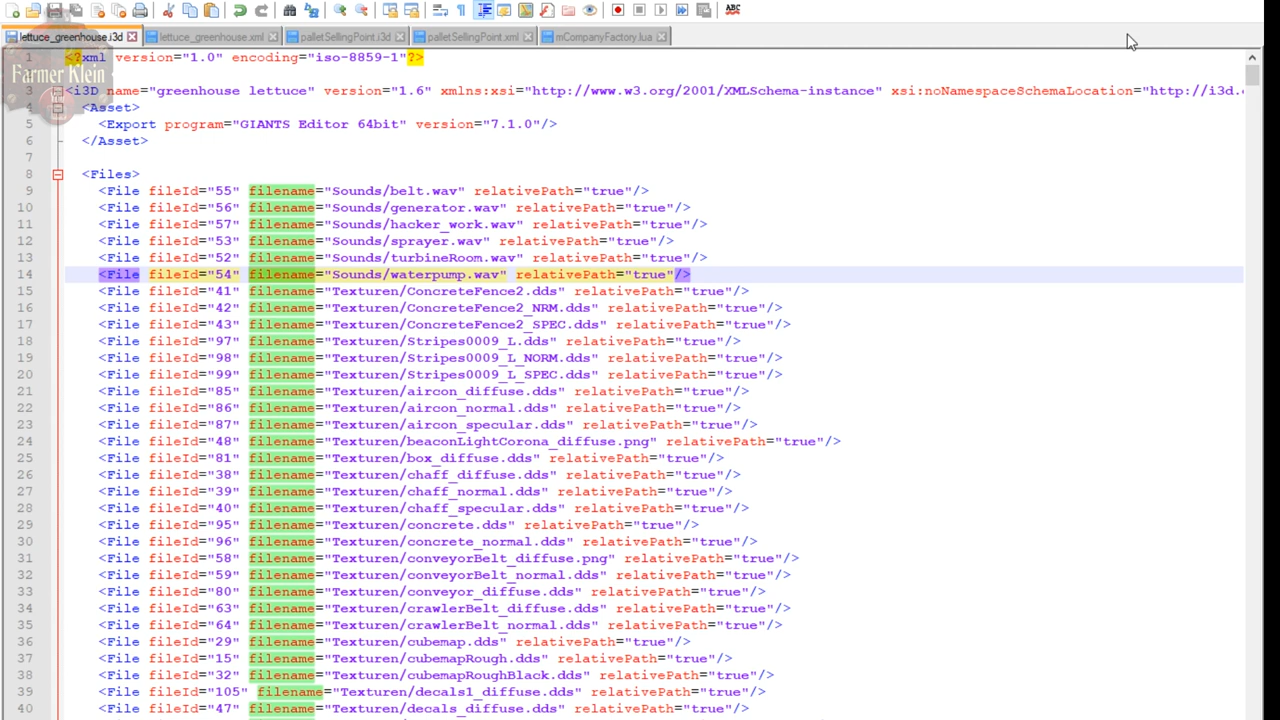 ABC
lettuce_greenhouse.i3d lettuce_greenhouse.xml palletSellingPoint.i3d palletSellingPoint.xml mCompanyFactory.lua
Farmer Klein
1 <?xml version="1.0" encoding="iso-8859-1"?>
3 <i3D name="greenhouse lettuce" version="1.6" xmlns:xsi="http://www.w3.org/2001/XMLSchema-instance" xsi:noNamespaceSchemaLocation="http://i3d.
4 <Asset>
5 <Export program="GIANTS Editor 64bit" version="7.1.0"/>
6 </Asset>
7
8 <Files>
9 <File fileId="55" filename="Sounds/belt.wav" relativePath="true"/>
10 <File fileId="56" filename="Sounds/generator.wav" relativePath="true"/>
11 <File fileId="57" filename="Sounds/hacker_work.wav" relativePath="true"/>
12 <File fileId="53" filename="Sounds/sprayer.wav" relativePath="true"/>
13 <File fileId="52" filename="Sounds/turbineRoom.wav" relativePath="true"/>
14 <File fileId="54" filename="Sounds/waterpump.wav" relativePath="true"/>
15 <File fileId="41" filename="Texturen/ConcreteFence2.dds" relativePath="true"/>
16 <File fileId="42" filename="Texturen/ConcreteFence2_NRM.dds" relativePath="true"/>
17 <File fileId="43" filename="Texturen/ConcreteFence2_SPEC.dds" relativePath="true"/>
18 <File fileId="97" filename="Texturen/Stripes0009_L.dds" relativePath="true"/>
19 <File fileId="98" filename="Texturen/Stripes0009_L_NORM.dds" relativePath="true"/>
20 <File fileId="99" filename="Texturen/Stripes0009_L_SPEC.dds" relativePath="true"/>
21 <File fileId="85" filename="Texturen/aircon_diffuse.dds" relativePath="true"/>
22 <File fileId="86" filename="Texturen/aircon_normal.dds" relativePath="true"/>
23 <File fileId="87" filename="Texturen/aircon_specular.dds" relativePath="true"/>
24 <File fileId="48" filename="Texturen/beaconLightCorona_diffuse.png" relativePath="true"/>
25 <File fileId="81" filename="Texturen/box_diffuse.dds" relativePath="true"/>
26 <File fileId="38" filename="Texturen/chaff_diffuse.dds" relativePath="true"/>
27 <File fileId="39" filename="Texturen/chaff_normal.dds" relativePath="true"/>
28 <File fileId="40" filename="Texturen/chaff_specular.dds" relativePath="true"/>
29 <File fileId="95" filename="Texturen/concrete.dds" relativePath="true"/>
30 <File fileId="96" filename="Texturen/concrete_normal.dds" relativePath="true"/>
31 <File fileId="58" filename="Texturen/conveyorBelt_diffuse.png" relativePath="true"/>
32 <File fileId="59" filename="Texturen/conveyorBelt_normal.dds" relativePath="true"/>
33 <File fileId="80" filename="Texturen/conveyor_diffuse.dds" relativePath="true"/>
34 <File fileId="63" filename="Texturen/crawlerBelt_diffuse.dds" relativePath="true"/>
35 <File fileId="64" filename="Texturen/crawlerBelt_normal.dds" relativePath="true"/>
36 <File fileId="29" filename="Texturen/cubemap.dds" relativePath="true"/>
37 <File fileId="15" filename="Texturen/cubemapRough.dds" relativePath="true"/>
38 <File fileId="32" filename="Texturen/cubemapRoughBlack.dds" relativePath="true"/>
39 <File fileId="105" filename="Texturen/decals1_diffuse.dds" relativePath="true"/>
40 <File fileId="47" filename="Texturen/decals_diffuse.dds" relativePath="true"/>